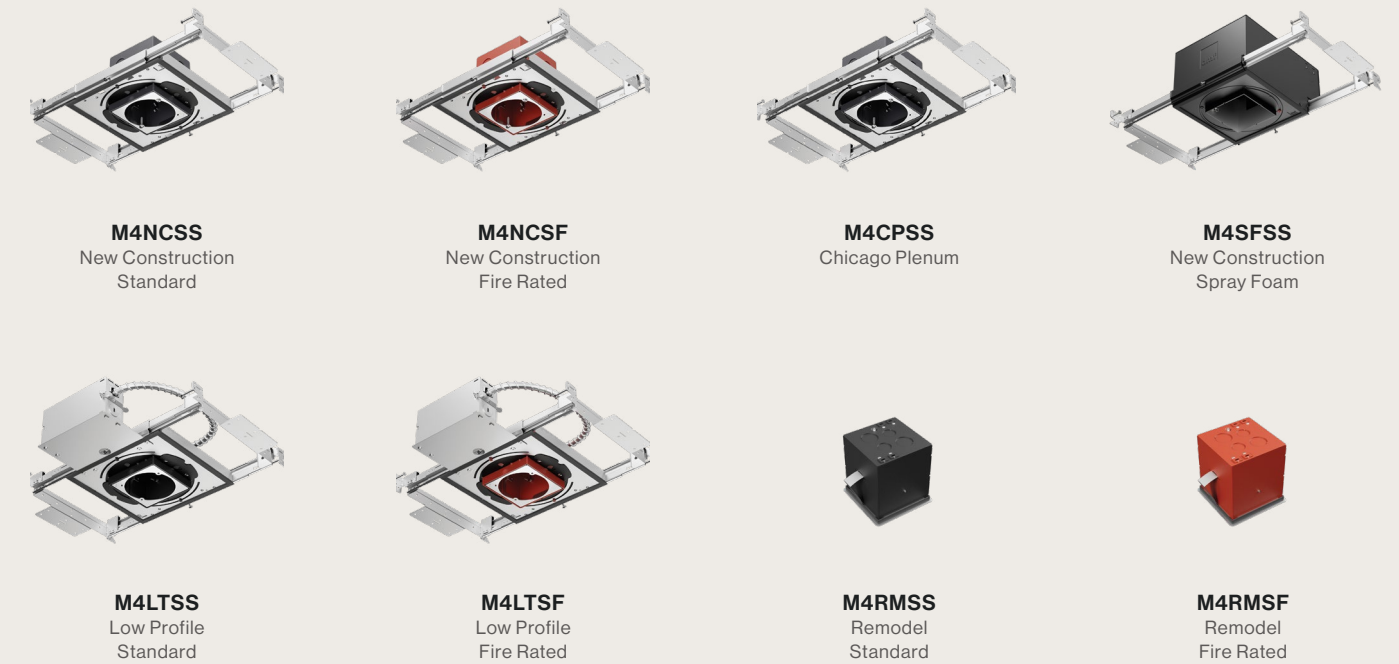 M4NCSS
New Construction
Standard
M4NCSF
New Construction
Fire Rated
M4CPSS
Chicago Plenum
M4SFSS
New Construction
Spray Foam
M4LTSS
Low Profile
Standard
M4LTSF
Low Profile
Fire Rated
M4RMSS
Remodel
Standard
M4RMSF
Remodel
Fire Rated